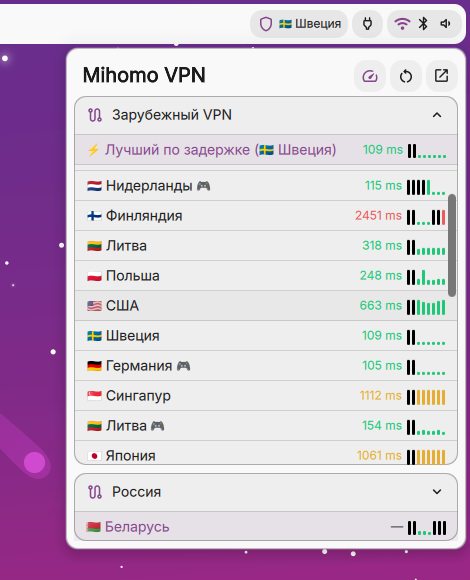 Швеция
Mihomo VPN
Зарубежный VPN
Лучший по задержке (🇸🇪 Швеция) 109 ms
Нидерланды 🎮 115 ms
Финляндия 2451 ms
Литва 318 ms
Польша 248 ms
США 663 ms
Швеция 109 ms
Германия 🎮 105 ms
Сингапур 1112 ms
Литва 🎮 154 ms
Япония 1061 ms
Россия
Беларусь —